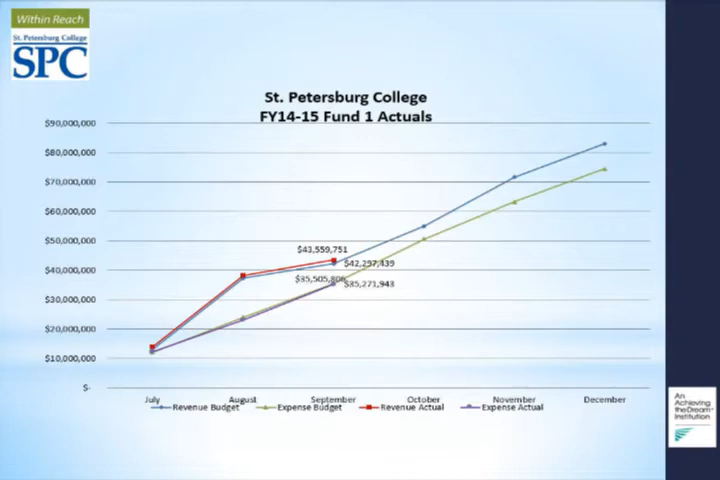 Within Reach
St. Petersburg College
SPC
St. Petersburg College
FY14-15 Fund 1 Actuals
$90,000,000
$80,000,000
$70,000,000
$60,000,000
$50,000,000
$40,000,000
$30,000,000
$20,000,000
$10,000,000
$-
$43,559,751
$42,297,439
$35,505,806
$35,271,943
July August September October November December
Revenue Budget Expense Budget Revenue Actual Expense Actual
An
Achieving
the Dream
Institution